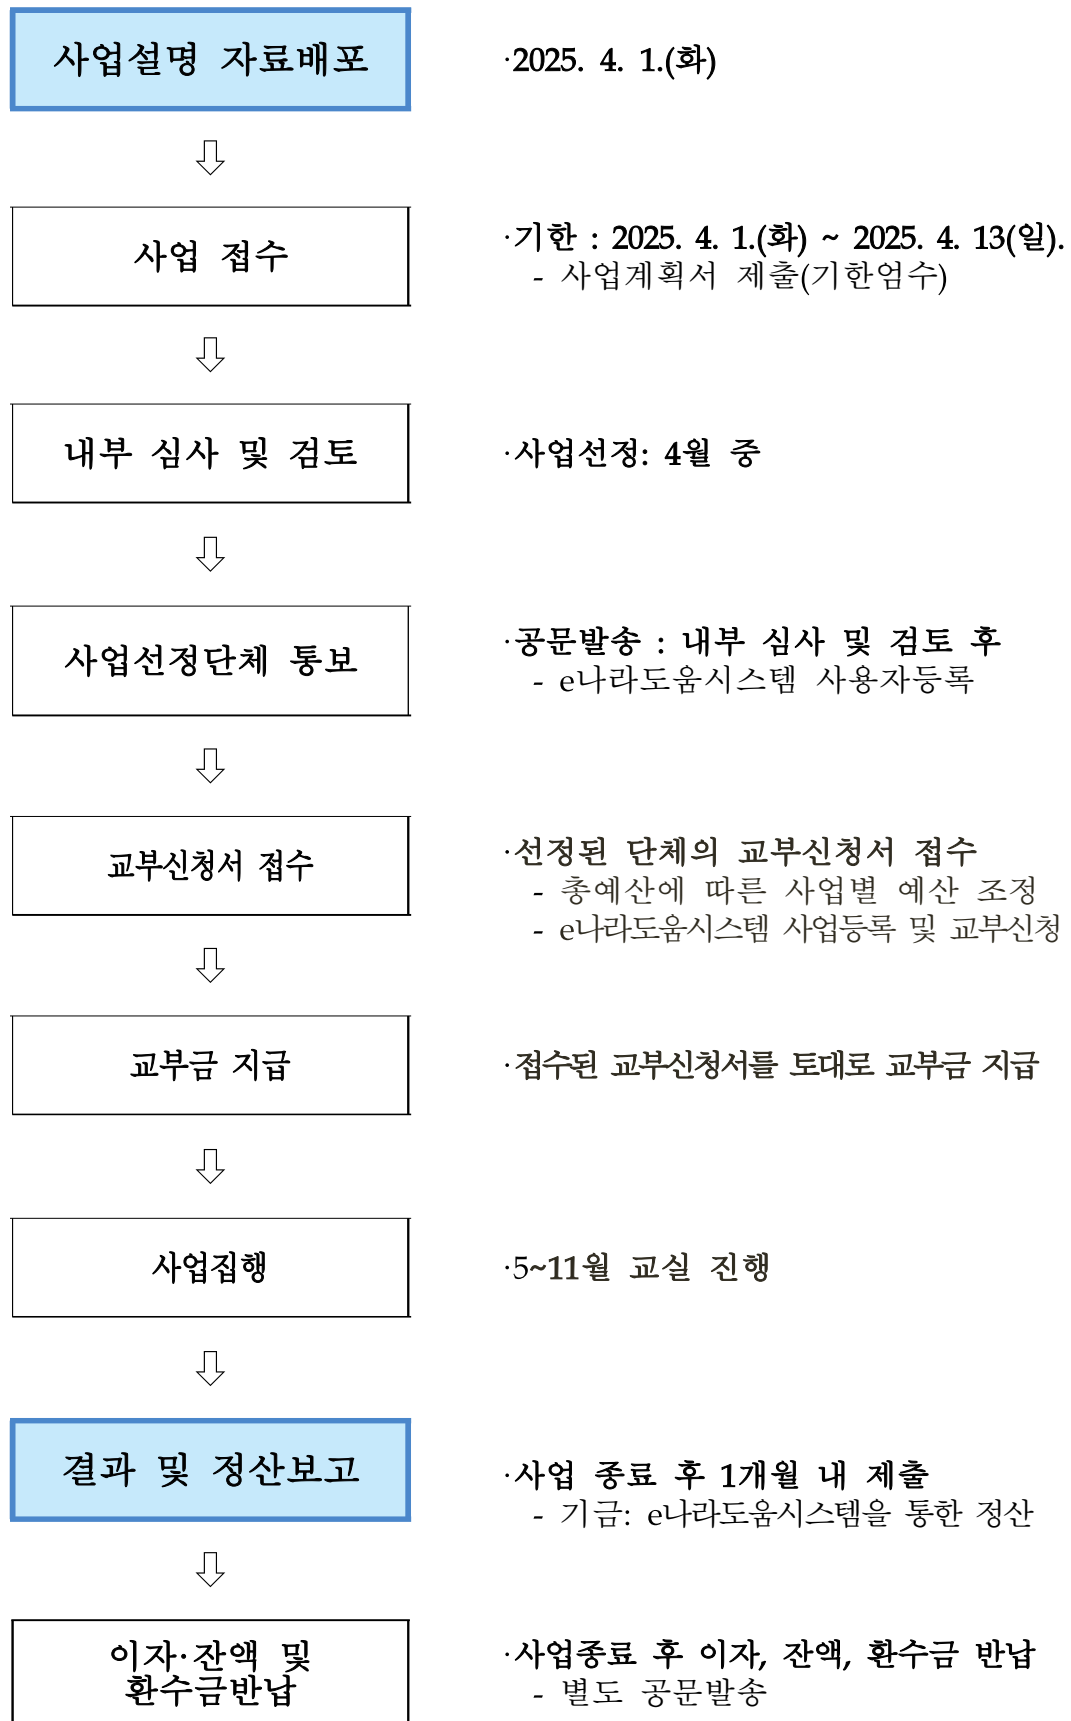 사업설명 자료배포
·2025. 4. 1.(화)
사업 접수
·기한 : 2025. 4. 1.(화) ~ 2025. 4. 13(일).
- 사업계획서 제출(기한엄수)
내부 심사 및 검토
·사업선정: 4월 중
사업선정단체 통보
·공문발송 : 내부 심사 및 검토 후
- e나라도움시스템 사용자등록
교부신청서 접수
·선정된 단체의 교부신청서 접수
- 총예산에 따른 사업별 예산 조정
- e나라도움시스템 사업등록 및 교부신청
교부금 지급
·접수된 교부신청서를 토대로 교부금 지급
사업집행
·5~11월 교실 진행
결과 및 정산보고
·사업 종료 후 1개월 내 제출
- 기금: e나라도움시스템을 통한 정산
이자·잔액 및
환수금반납
·사업종료 후 이자, 잔액, 환수금 반납
- 별도 공문발송